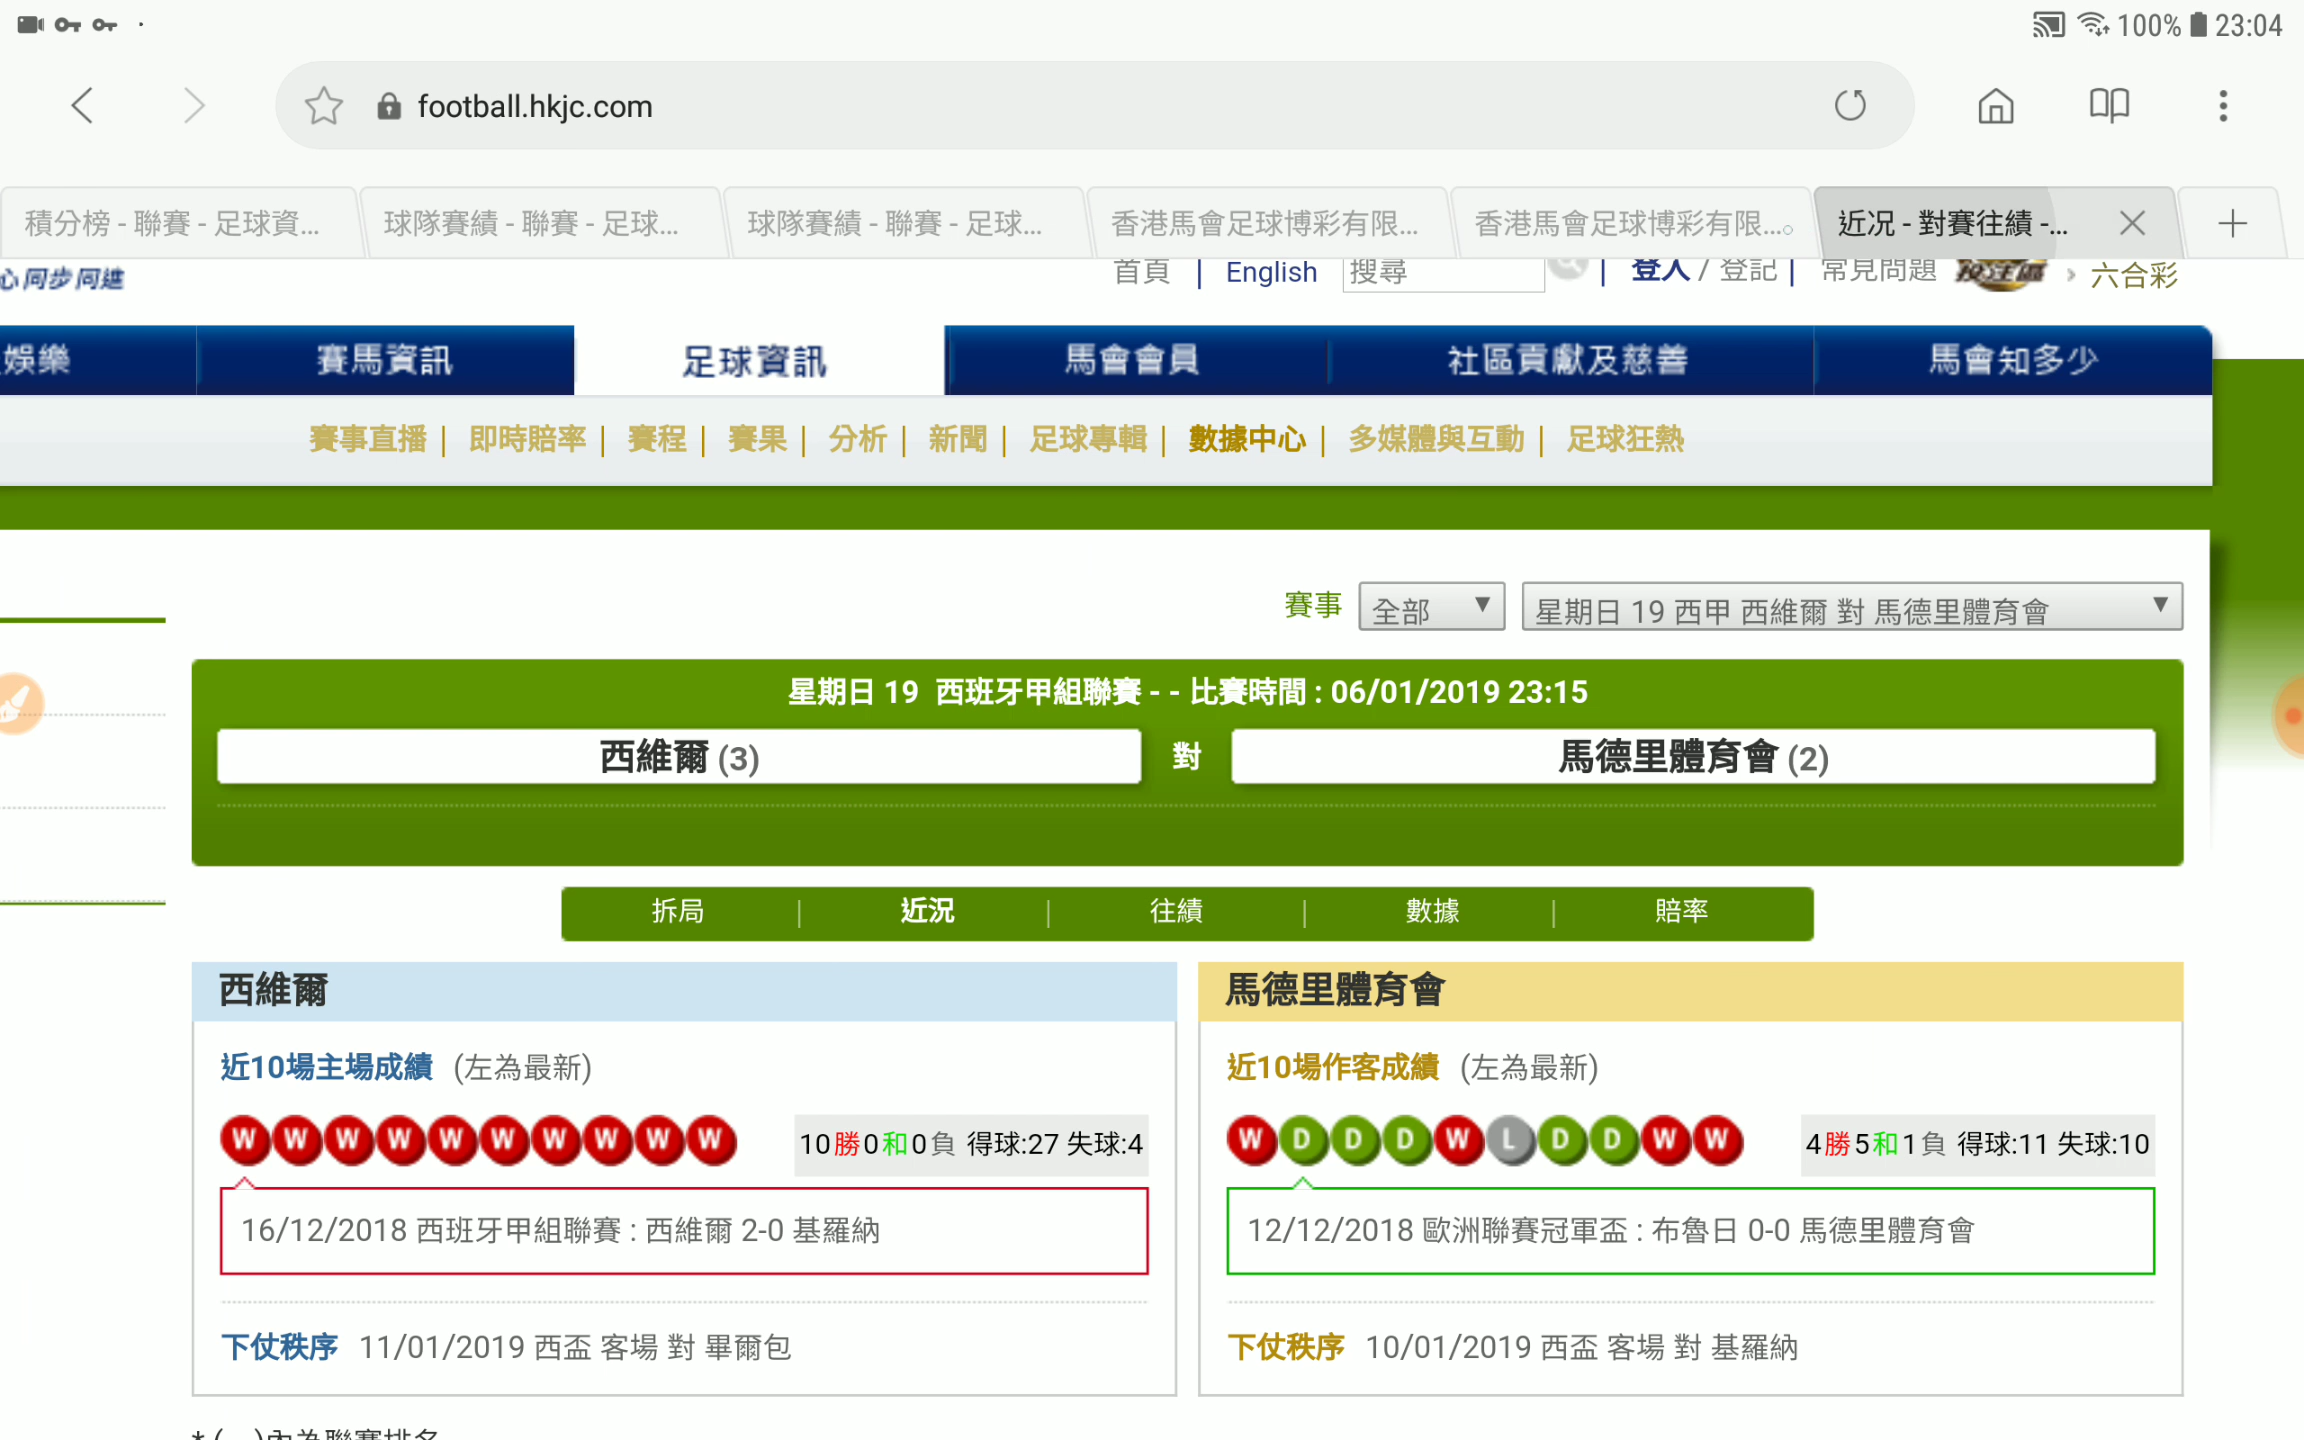 100% 23:04
football.hkjc.com
積分榜 - 聯賽 - 足球資...
球隊賽績 - 聯賽 - 足球...
球隊賽績 - 聯賽 - 足球...
香港馬會足球博彩有限...
香港馬會足球博彩有限...
近況 - 對賽往績 -...
心同步同進
首頁 | English 搜尋 | 登入 / 登記 | 常見問題 投注區 › 六合彩
娛樂 賽馬資訊 足球資訊 馬會會員 社區貢獻及慈善 馬會知多少
賽事直播 | 即時賠率 | 賽程 | 賽果 | 分析 | 新聞 | 足球專輯 | 數據中心 | 多媒體與互動 | 足球狂熱
賽事 全部 星期日 19 西甲 西維爾 對 馬德里體育會
星期日 19 西班牙甲組聯賽 - - 比賽時間 : 06/01/2019 23:15
西維爾 (3) 對 馬德里體育會 (2)
拆局 | 近況 | 往績 | 數據 | 賠率
西維爾
近10場主場成績 (左為最新)
W W W W W W W W W W
10勝0和0負 得球:27 失球:4
16/12/2018 西班牙甲組聯賽 : 西維爾 2-0 基羅納
下仗秩序 11/01/2019 西盃 客場 對 畢爾包
馬德里體育會
近10場作客成績 (左為最新)
W D D D W L D D W W
4勝5和1負 得球:11 失球:10
12/12/2018 歐洲聯賽冠軍盃 : 布魯日 0-0 馬德里體育會
下仗秩序 10/01/2019 西盃 客場 對 基羅納
* ( )內為聯賽排名